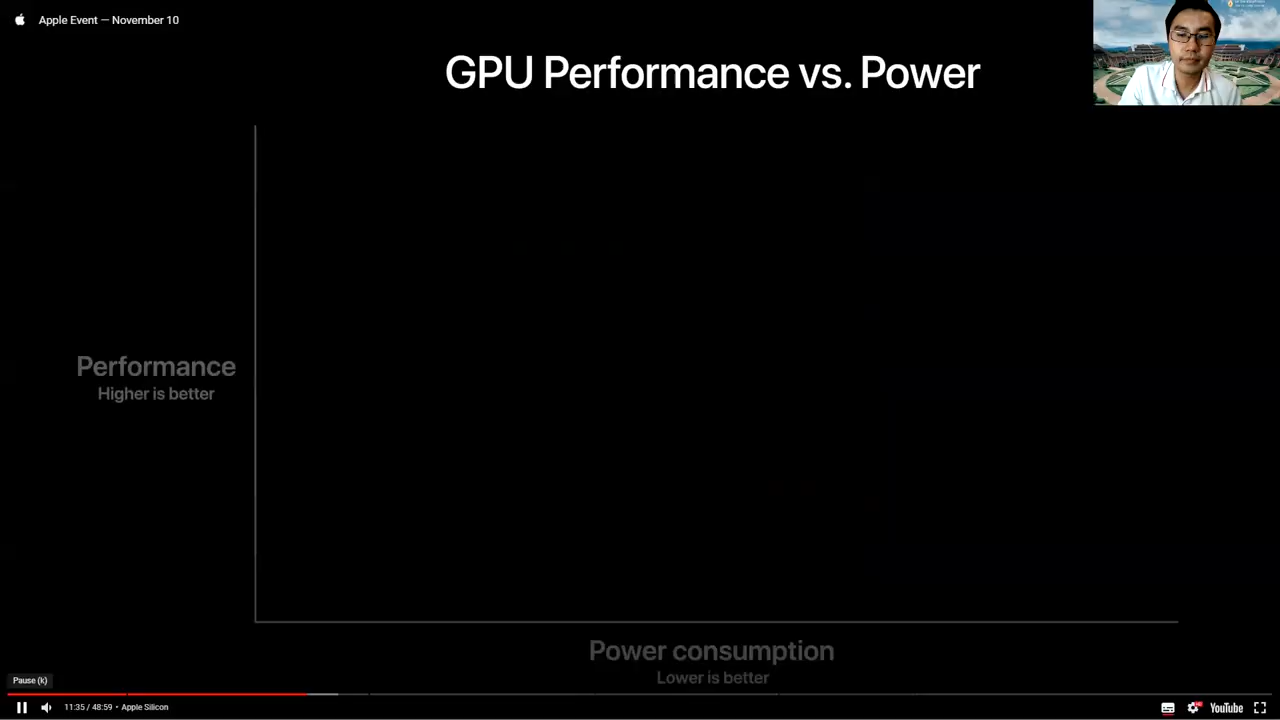 Apple Event — November 10
GPU Performance vs. Power
Performance
Higher is better
Power consumption
Lower is better
Pause (k)
11:35 / 48:59 • Apple Silicon
YouTube